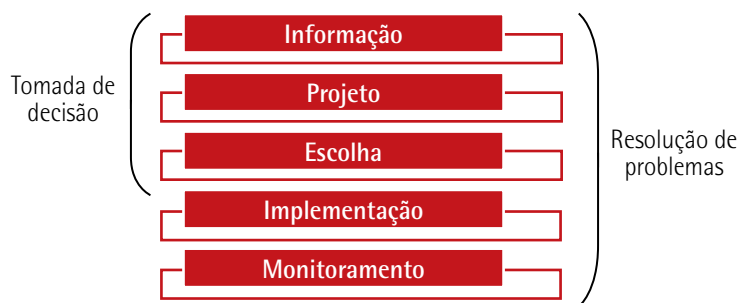 Informação
Tomada de
decisão
Projeto
Escolha
Resolução de
problemas
Implementação
Monitoramento